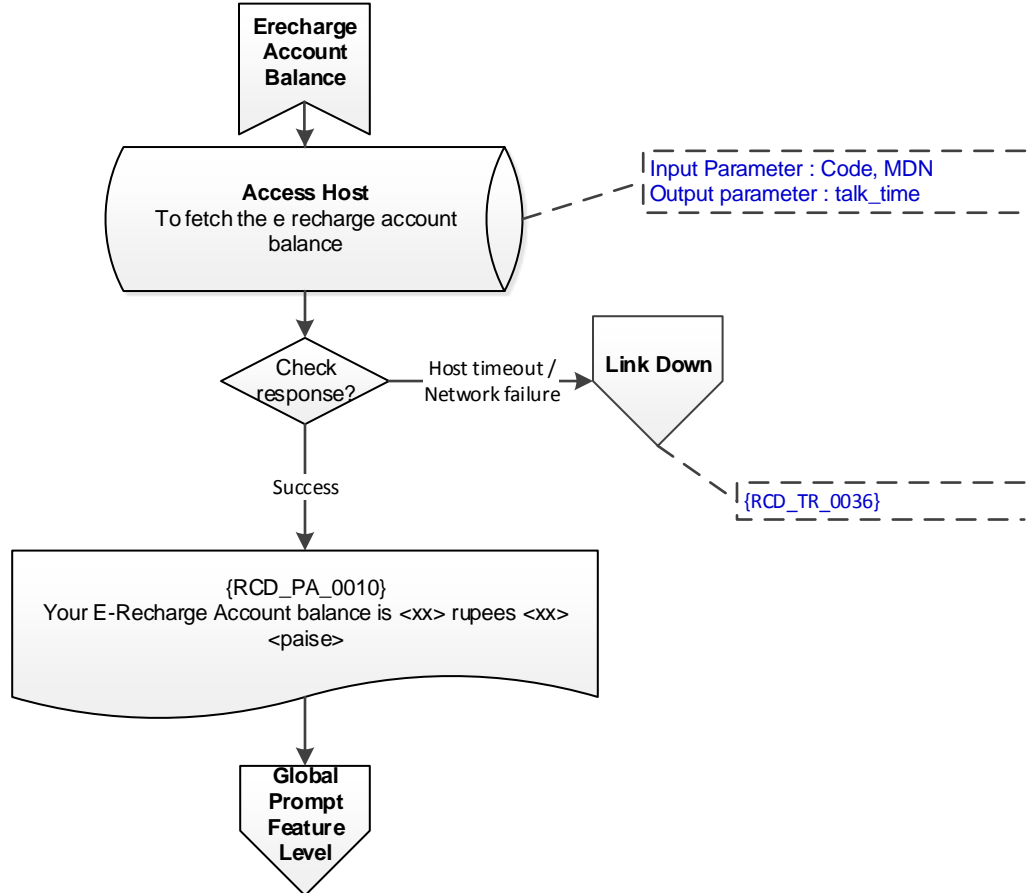 Erecharge
Account
Balance
Access Host
To fetch the e recharge account
balance
Input Parameter : Code, MDN
Output parameter : talk_time
Check
response?
Host timeout /
Network failure
Link Down
Success
{RCD_TR_0036}
{RCD_PA_0010}
Your E-Recharge Account balance is <xx> rupees <xx>
<paise>
Global
Prompt
Feature
Level